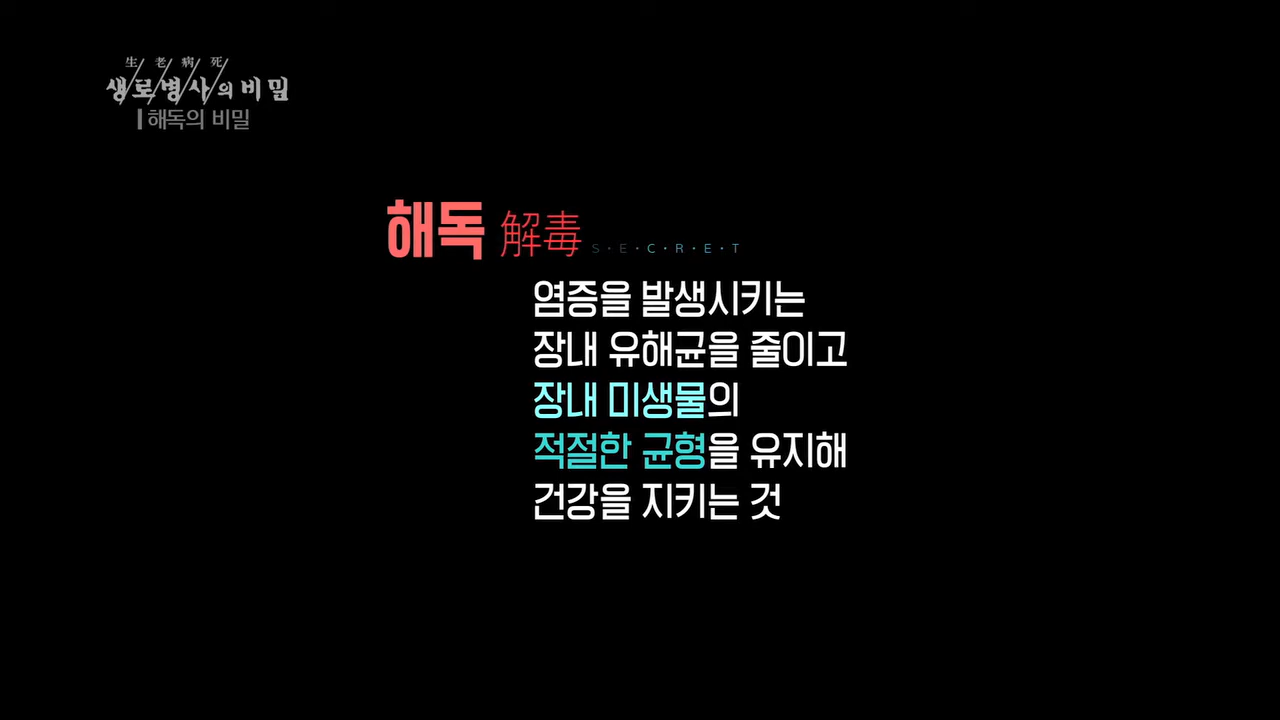 生老病死
생로병사의 비밀
해독의 비밀
해독 解毒 S·E·C·R·E·T
염증을 발생시키는
장내 유해균을 줄이고
장내 미생물의
적절한 균형을 유지해
건강을 지키는 것